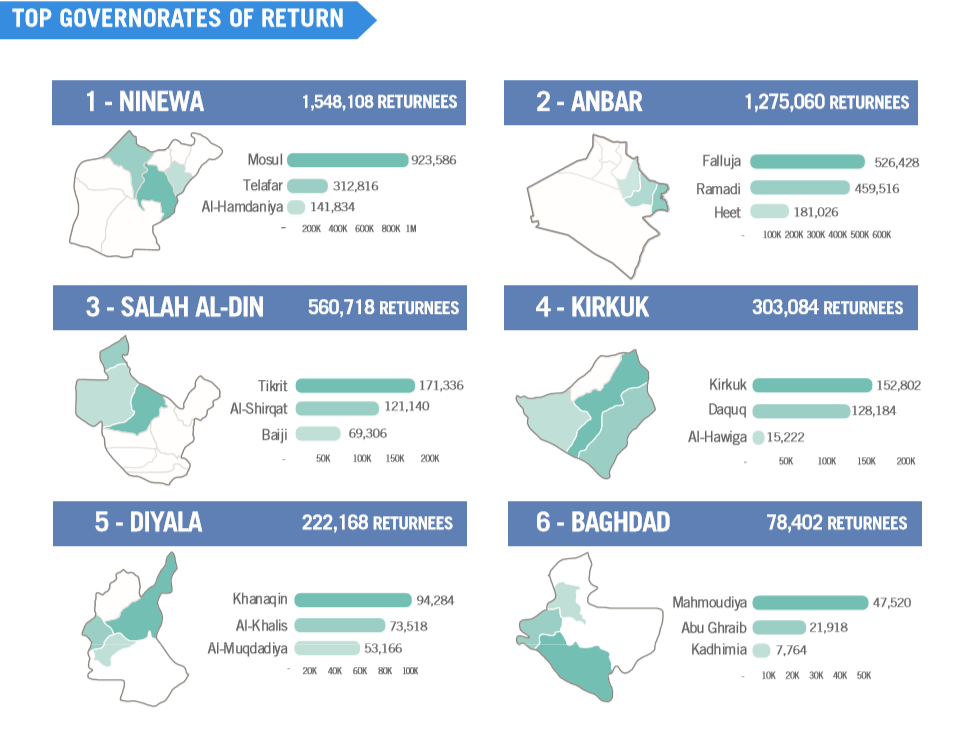 TOP GOVERNORATES OF RETURN
1 - NINEWA 1,548,108 RETURNEES
Mosul 923,586
Telafar 312,816
Al-Hamdaniya 141,834
- 200K 400K 600K 800K 1M
2 - ANBAR 1,275,060 RETURNEES
Falluja 526,428
Ramadi 459,516
Heet 181,026
- 100K 200K 300K 400K 500K 600K
3 - SALAH AL-DIN 560,718 RETURNEES
Tikrit 171,336
Al-Shirqat 121,140
Baiji 69,306
- 50K 100K 150K 200K
4 - KIRKUK 303,084 RETURNEES
Kirkuk 152,802
Daquq 128,184
Al-Hawiga 15,222
- 50K 100K 150K 200K
5 - DIYALA 222,168 RETURNEES
Khanaqin 94,284
Al-Khalis 73,518
Al-Muqdadiya 53,166
- 20K 40K 60K 80K 100K
6 - BAGHDAD 78,402 RETURNEES
Mahmoudiya 47,520
Abu Ghraib 21,918
Kadhimia 7,764
- 10K 20K 30K 40K 50K